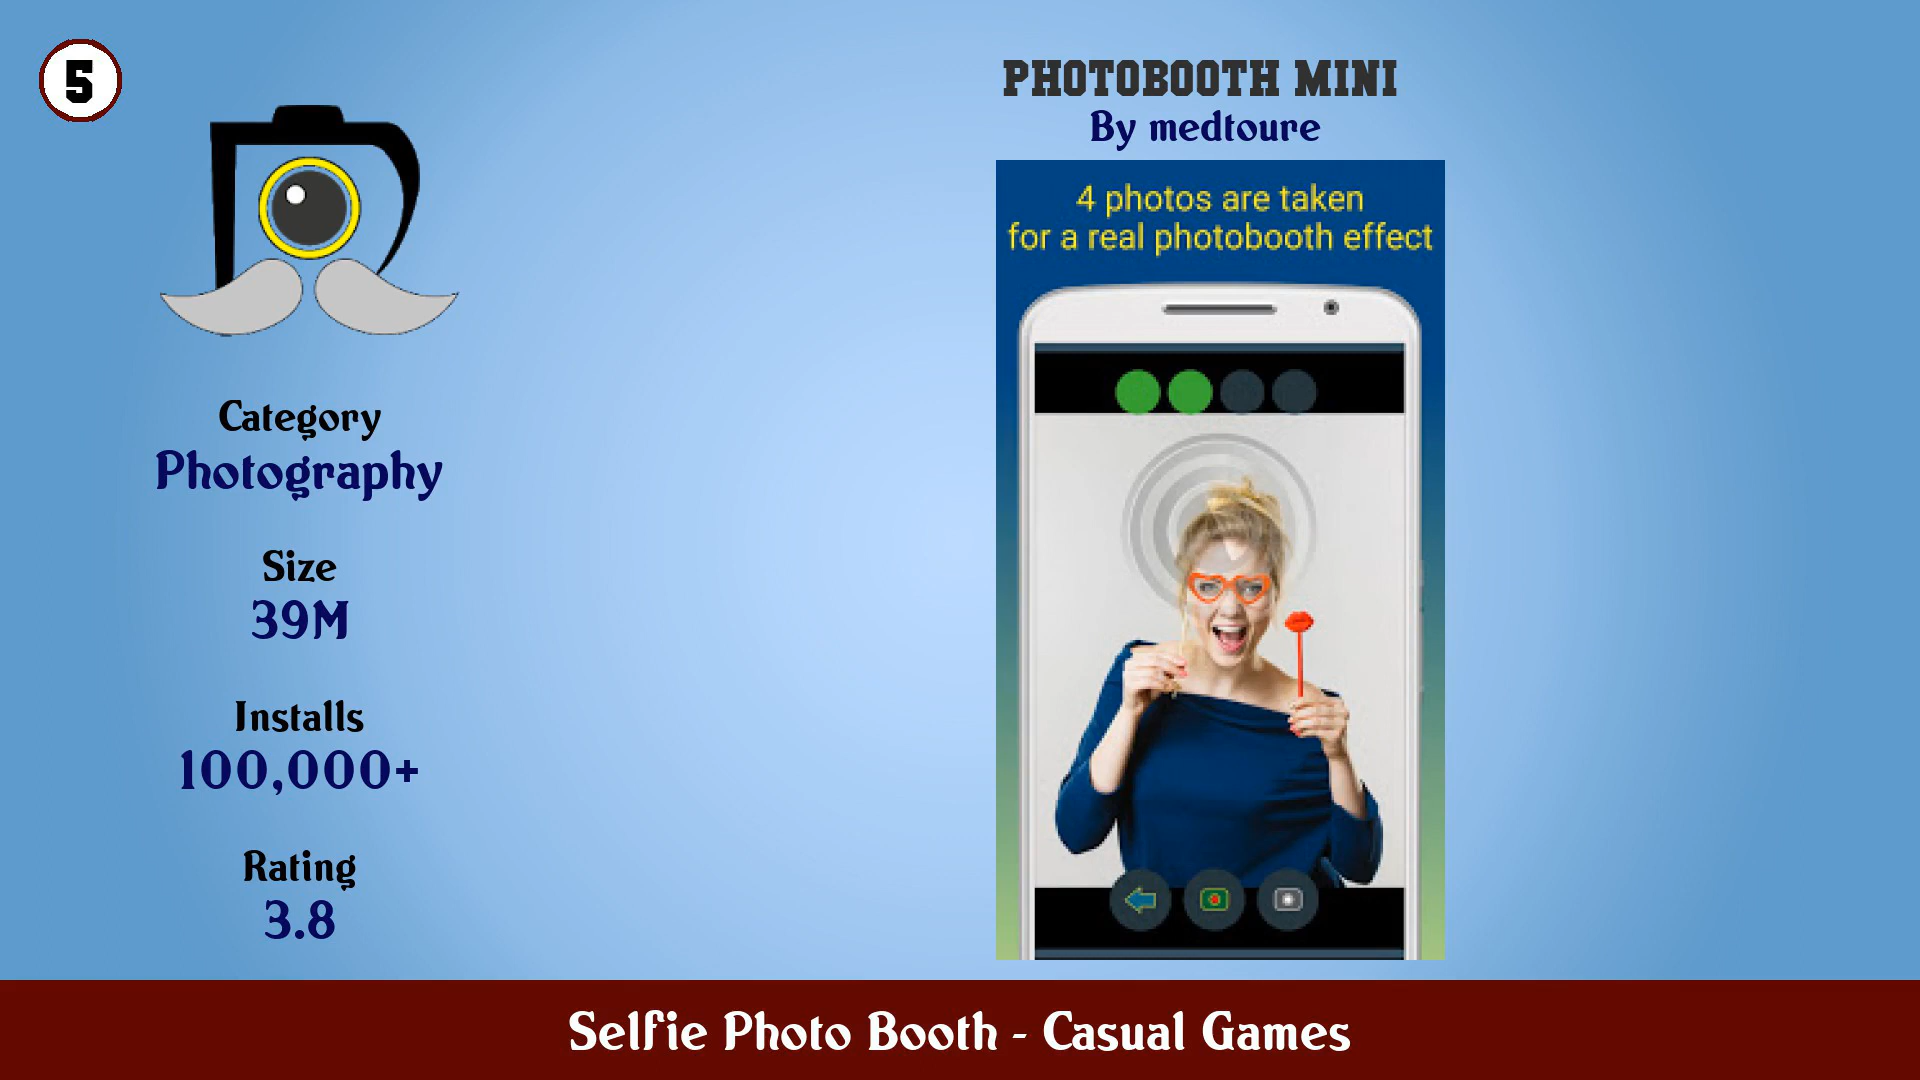 5
PHOTOBOOTH MINI
By medtoure
4 photos are taken
for a real photobooth effect
Category
Photography
Size
39M
Installs
100,000+
Rating
3.8
Selfie Photo Booth - Casual Games